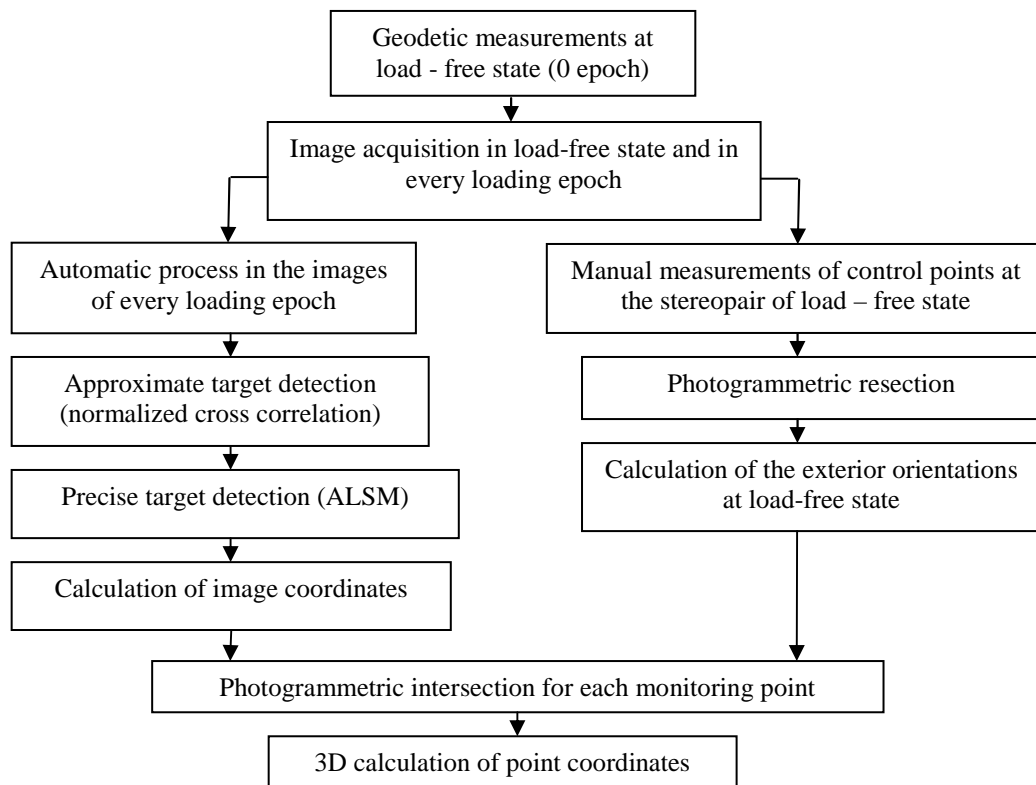 Geodetic measurements at
load - free state (0 epoch)
Image acquisition in load-free state and in
every loading epoch
Automatic process in the images
of every loading epoch
Approximate target detection
(normalized cross correlation)
Precise target detection (ALSM)
Calculation of image coordinates
Manual measurements of control points at
the stereopair of load – free state
Photogrammetric resection
Calculation of the exterior orientations
at load-free state
Photogrammetric intersection for each monitoring point
3D calculation of point coordinates